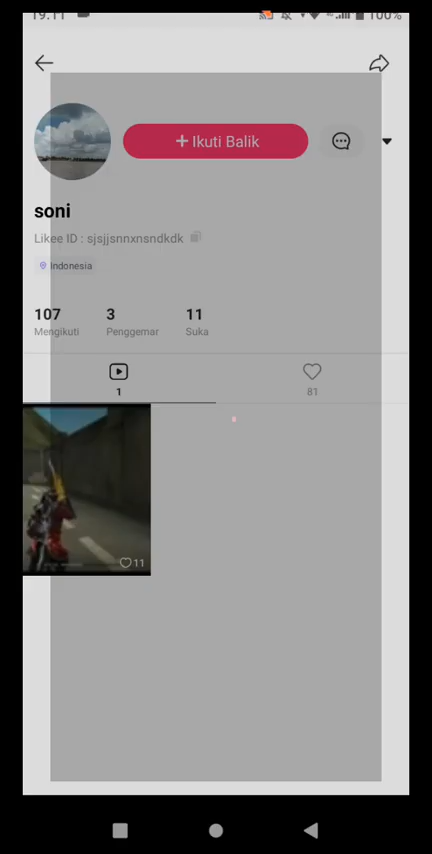 19.11 100%
Ikuti Balik
soni
Likee ID : sjsjjsnnxnsndkdk
Indonesia
107 3 11
Mengikuti Penggemar Suka
1 81
11